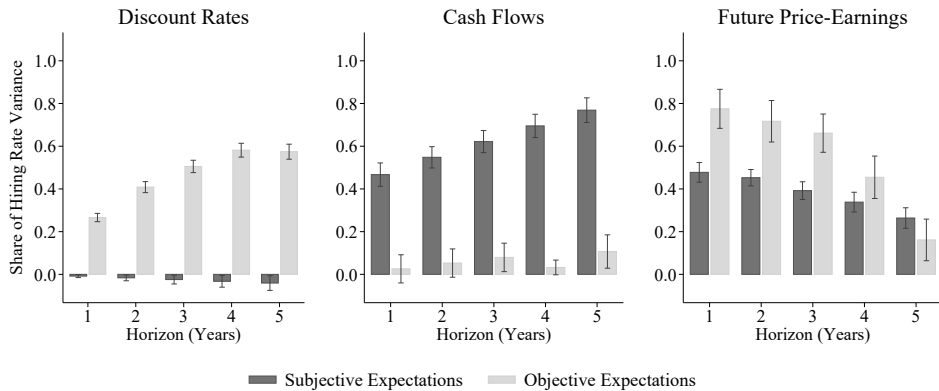 Discount Rates
Cash Flows
Future Price-Earnings
Share of Hiring Rate Variance
1.0
0.8
0.6
0.4
0.2
0.0
1 2 3 4 5
Horizon (Years)
1.0
0.8
0.6
0.4
0.2
0.0
1 2 3 4 5
Horizon (Years)
1.0
0.8
0.6
0.4
0.2
0.0
1 2 3 4 5
Horizon (Years)
Subjective Expectations
Objective Expectations